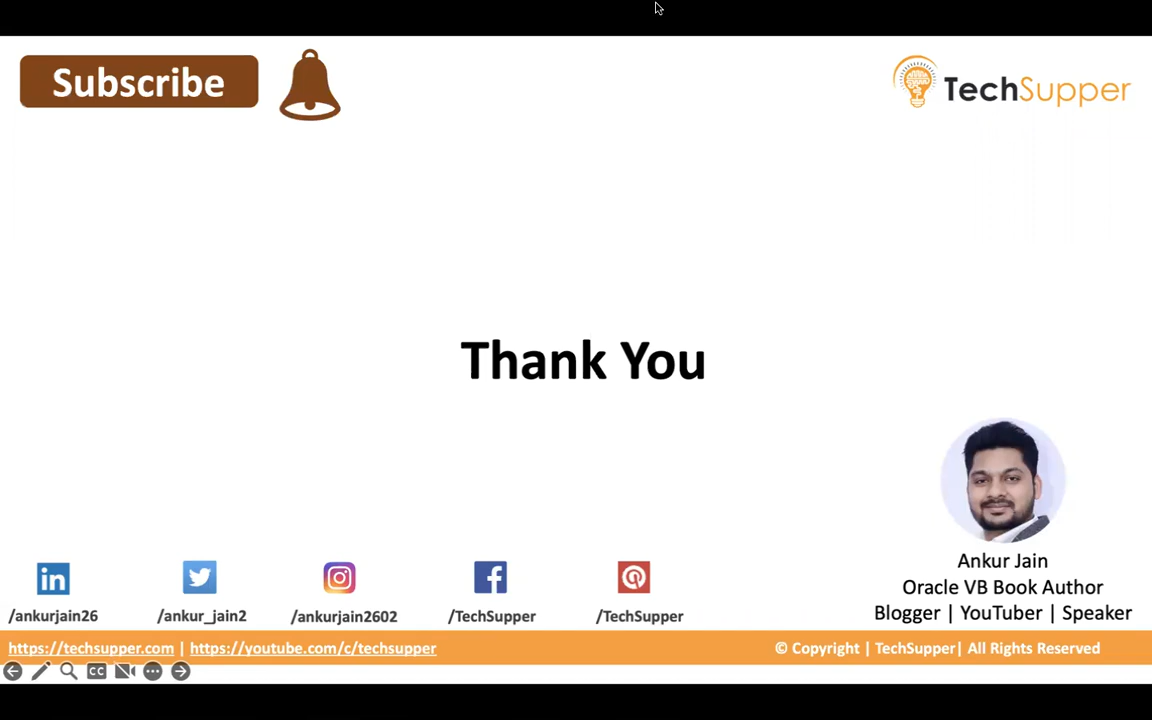 Subscribe
TechSupper
Thank You
Ankur Jain
Oracle VB Book Author
Blogger | YouTuber | Speaker
/ankurjain26
/ankur_jain2
/ankurjain2602
/TechSupper
/TechSupper
https://techsupper.com | https://youtube.com/c/techsupper
© Copyright | TechSupper| All Rights Reserved
CC